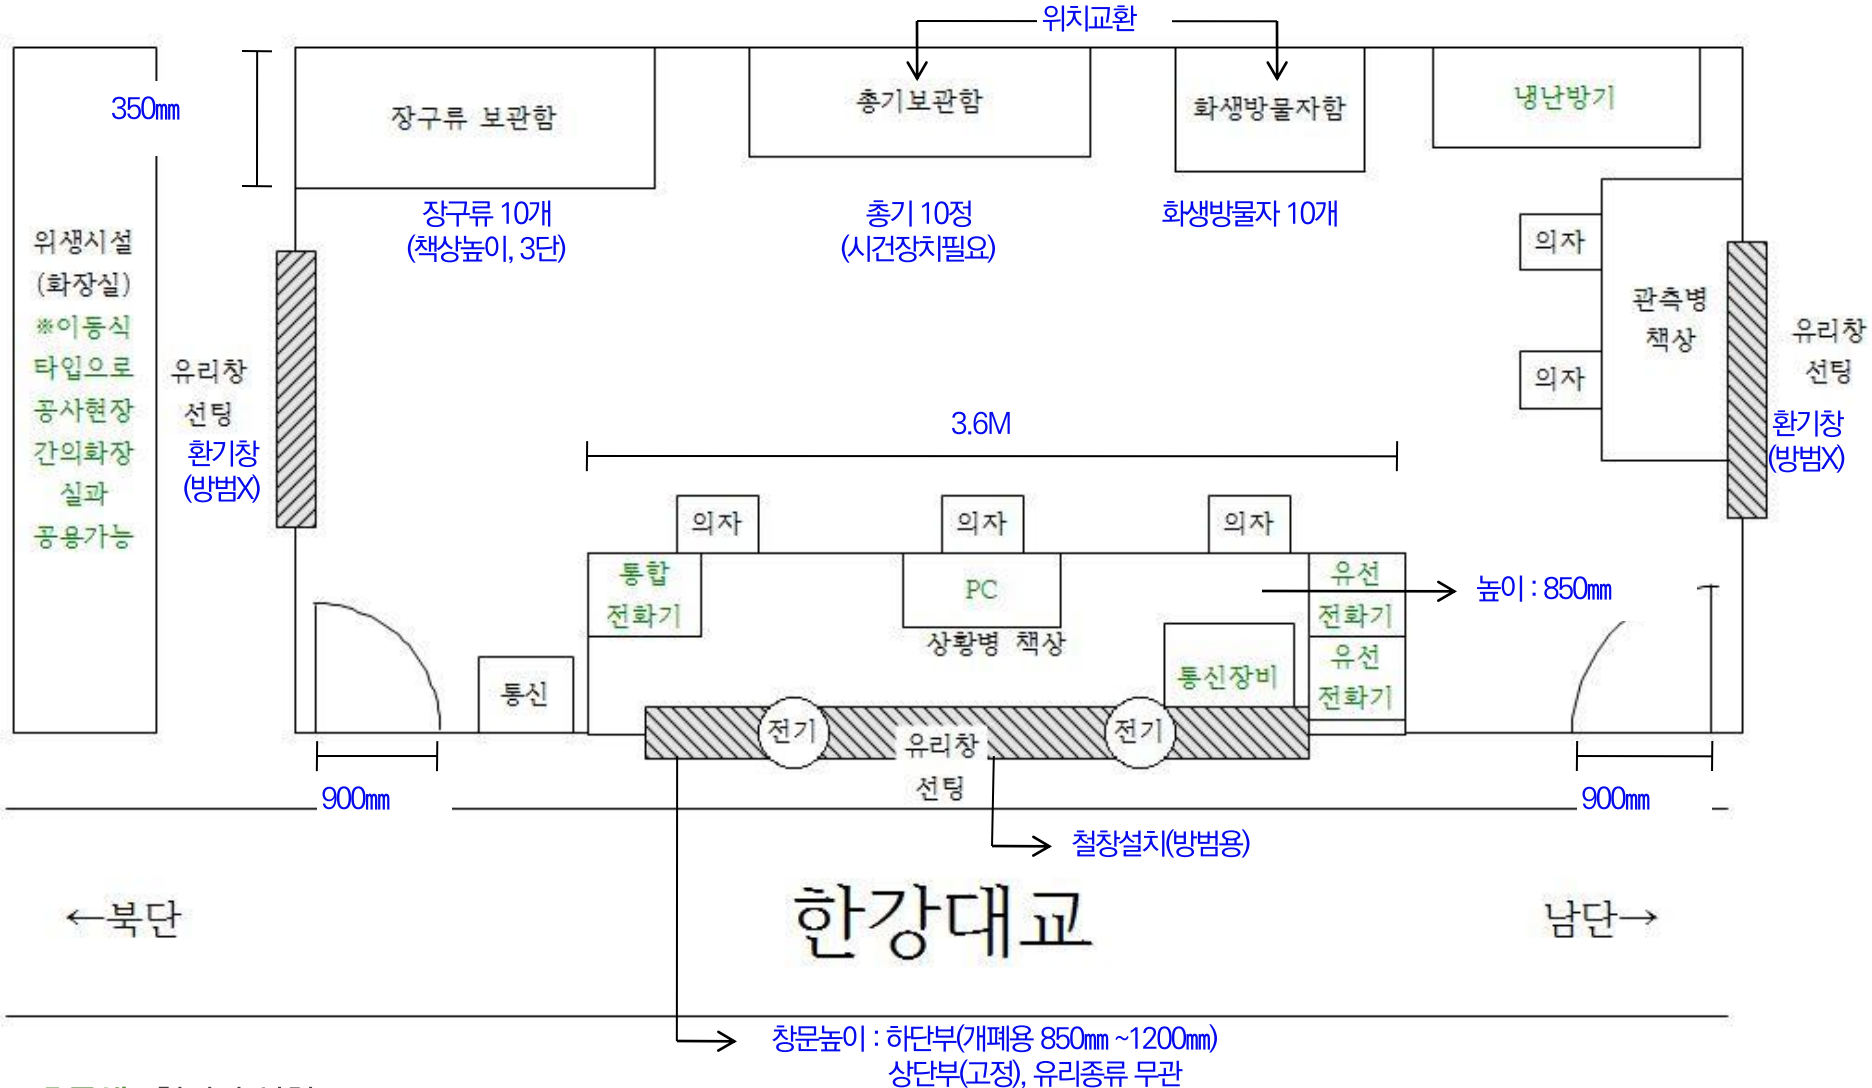 위치교환
350㎜
장구류 보관함
총기보관함
화생방물자함
냉난방기
장구류 10개
(책상높이, 3단)
총기 10정
(시건장치필요)
화생방물자 10개
위생시설
(화장실)
※이동식
타입으로
공사현장
간의화장
실과
공용가능
유리창
선팅
환기창
(방범X)
의자
의자
관측병
책상
유리창
선팅
환기창
(방범X)
3.6M
의자
의자
의자
통합
전화기
PC
상황병 책상
통신장비
유선
전화기
유선
전화기
높이 : 850㎜
통신
전기
전기
유리창
선팅
900㎜
900㎜
철창설치(방범용)
←북단
한강대교
남단→
창문높이 : 하단부(개폐용 850㎜ ~1200㎜)
상단부(고정), 유리종류 무관